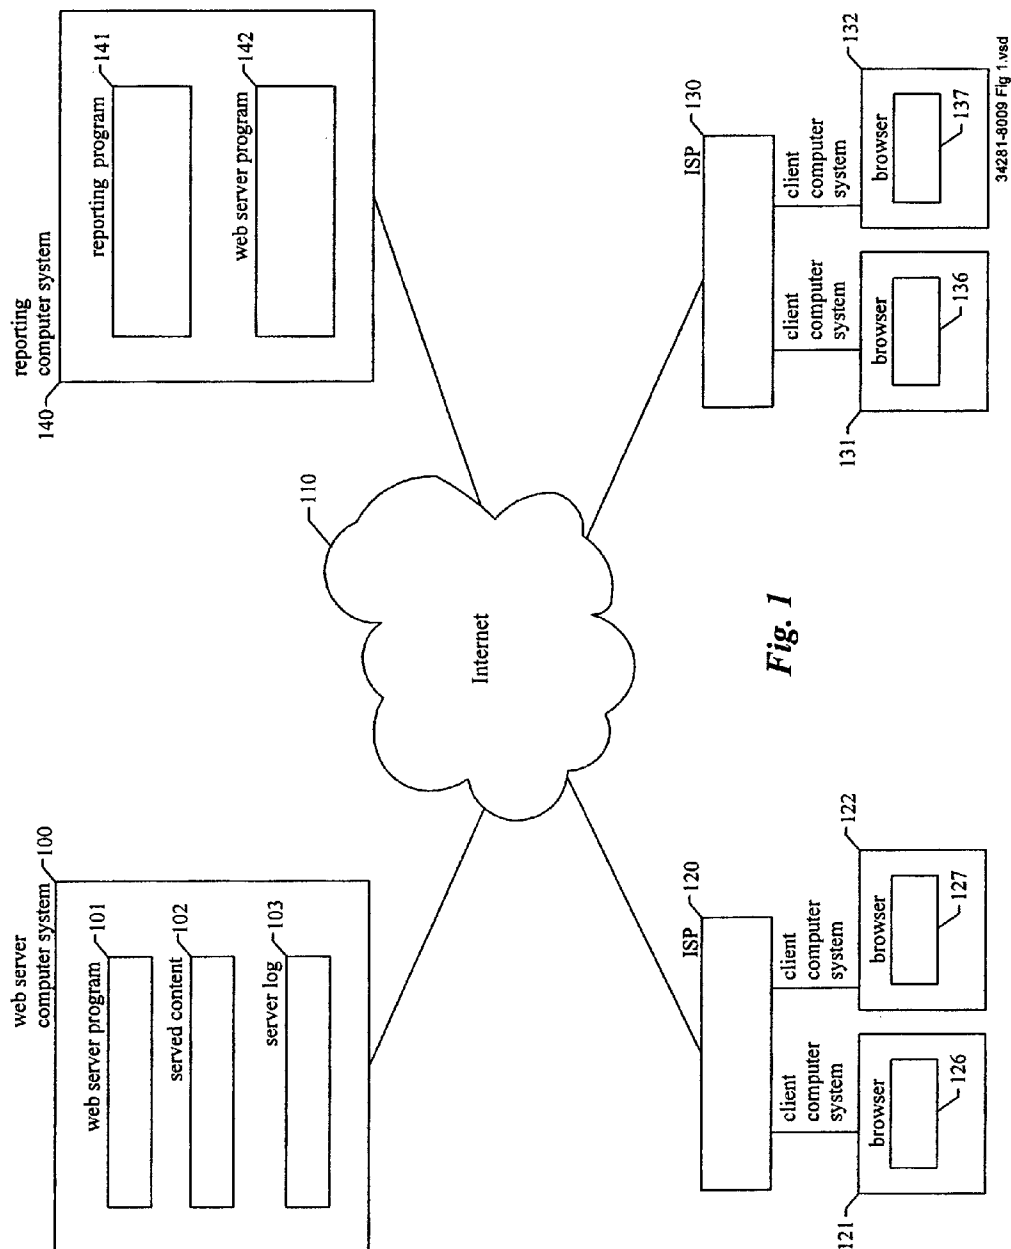 web server
computer system
100
web server program
101
served content
102
server log
103
reporting
computer system
140
reporting program
141
web server program
142
Internet
110
ISP
120
client
computer
system
client
computer
system
121
browser
126
122
browser
127
ISP
130
client
computer
system
client
computer
system
131
browser
136
132
browser
137
Fig. 1
34281-8009 Fig 1.vsd